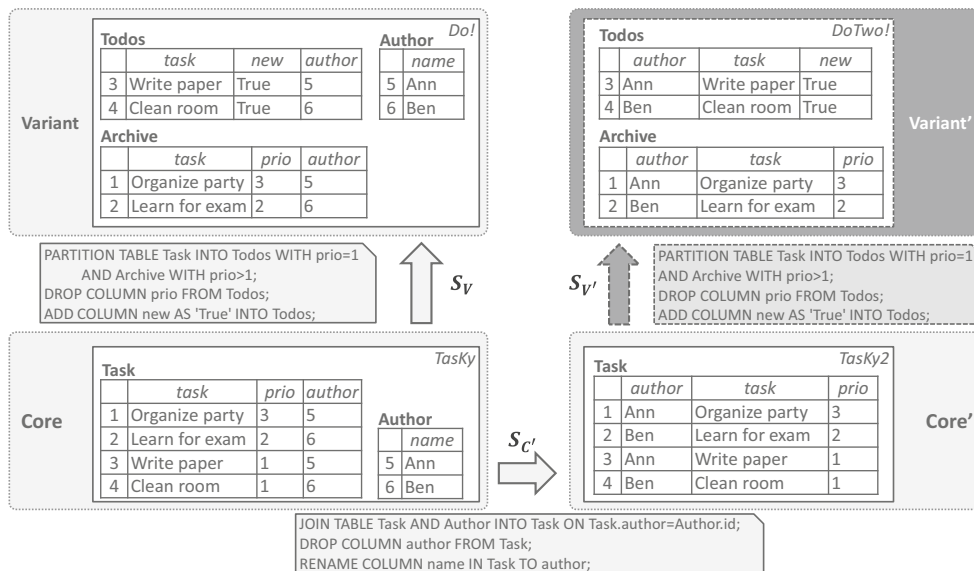 Variant
Do!
Todos
task new author
3 Write paper True 5
4 Clean room True 6
Author
name
5 Ann
6 Ben
Archive
task prio author
1 Organize party 3 5
2 Learn for exam 2 6
DoTwo!
Todos
author task new
3 Ann Write paper True
4 Ben Clean room True
Archive
author task prio
1 Ann Organize party 3
2 Ben Learn for exam 2
Variant’
PARTITION TABLE Task INTO Todos WITH prio=1
AND Archive WITH prio>1;
DROP COLUMN prio FROM Todos;
ADD COLUMN new AS 'True' INTO Todos;
S_V
S_V′
PARTITION TABLE Task INTO Todos WITH prio=1
AND Archive WITH prio>1;
DROP COLUMN prio FROM Todos;
ADD COLUMN new AS 'True' INTO Todos;
Core
TasKy
Task
task prio author
1 Organize party 3 5
2 Learn for exam 2 6
3 Write paper 1 5
4 Clean room 1 6
Author
name
5 Ann
6 Ben
S_C′
TasKy2
Task
author task prio
1 Ann Organize party 3
2 Ben Learn for exam 2
3 Ann Write paper 1
4 Ben Clean room 1
Core’
JOIN TABLE Task AND Author INTO Task ON Task.author=Author.id;
DROP COLUMN author FROM Task;
RENAME COLUMN name IN Task TO author;